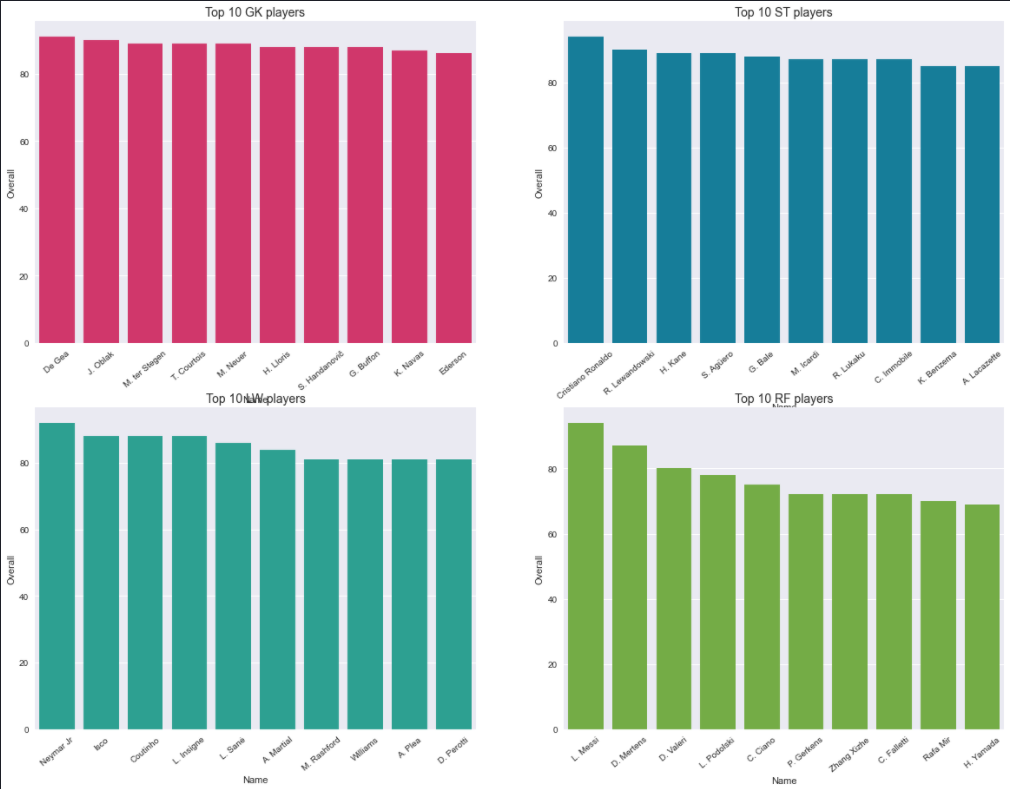 Top 10 GK players
Overall
80
60
40
20
0
De Gea
J. Oblak
M. ter Stegen
T. Courtois
M. Neuer
H. Lloris
S. Handanovič
G. Buffon
K. Navas
Ederson
Name
Top 10 ST players
Overall
80
60
40
20
0
Cristiano Ronaldo
R. Lewandowski
H. Kane
S. Agüero
G. Bale
M. Icardi
R. Lukaku
C. Immobile
K. Benzema
A. Lacazette
Name
Top 10 LW players
Overall
80
60
40
20
0
Neymar Jr
Isco
Coutinho
L. Insigne
L. Sané
A. Martial
M. Rashford
Williams
A. Plea
D. Perotti
Name
Top 10 RF players
Overall
80
60
40
20
0
L. Messi
D. Mertens
D. Valeri
L. Podolski
C. Ciano
P. Gerkens
Zhang Xizhe
C. Falletti
Rafa Mir
H. Yamada
Name